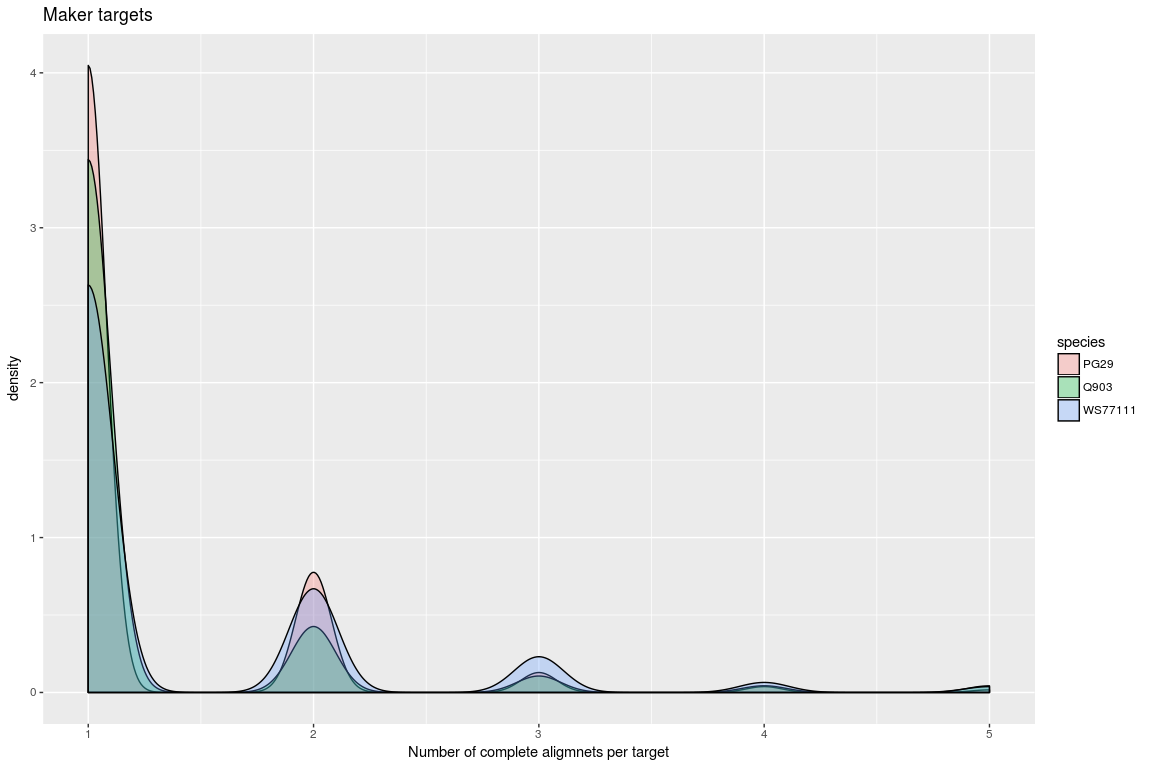 Maker targets
density
4
3
2
1
0
1 2 3 4 5
Number of complete aligmnets per target
species
PG29
Q903
WS77111